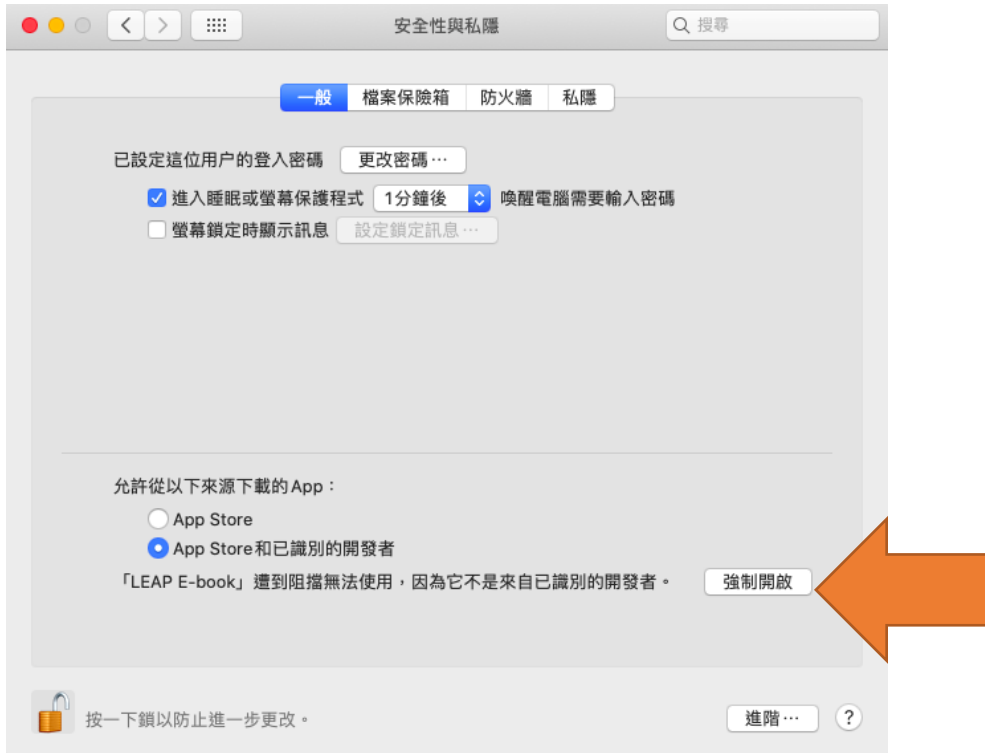 安全性與私隱
搜尋
一般 檔案保險箱 防火牆 私隱
已設定這位用户的登入密碼 更改密碼⋯
進入睡眠或螢幕保護程式 1分鐘後 喚醒電腦需要輸入密碼
螢幕鎖定時顯示訊息 設定鎖定訊息⋯
允許從以下來源下載的App：
App Store
App Store和已識別的開發者
「LEAP E-book」遭到阻擋無法使用，因為它不是來自已識別的開發者。 強制開啟
按一下鎖以防止進一步更改。 進階⋯ ?